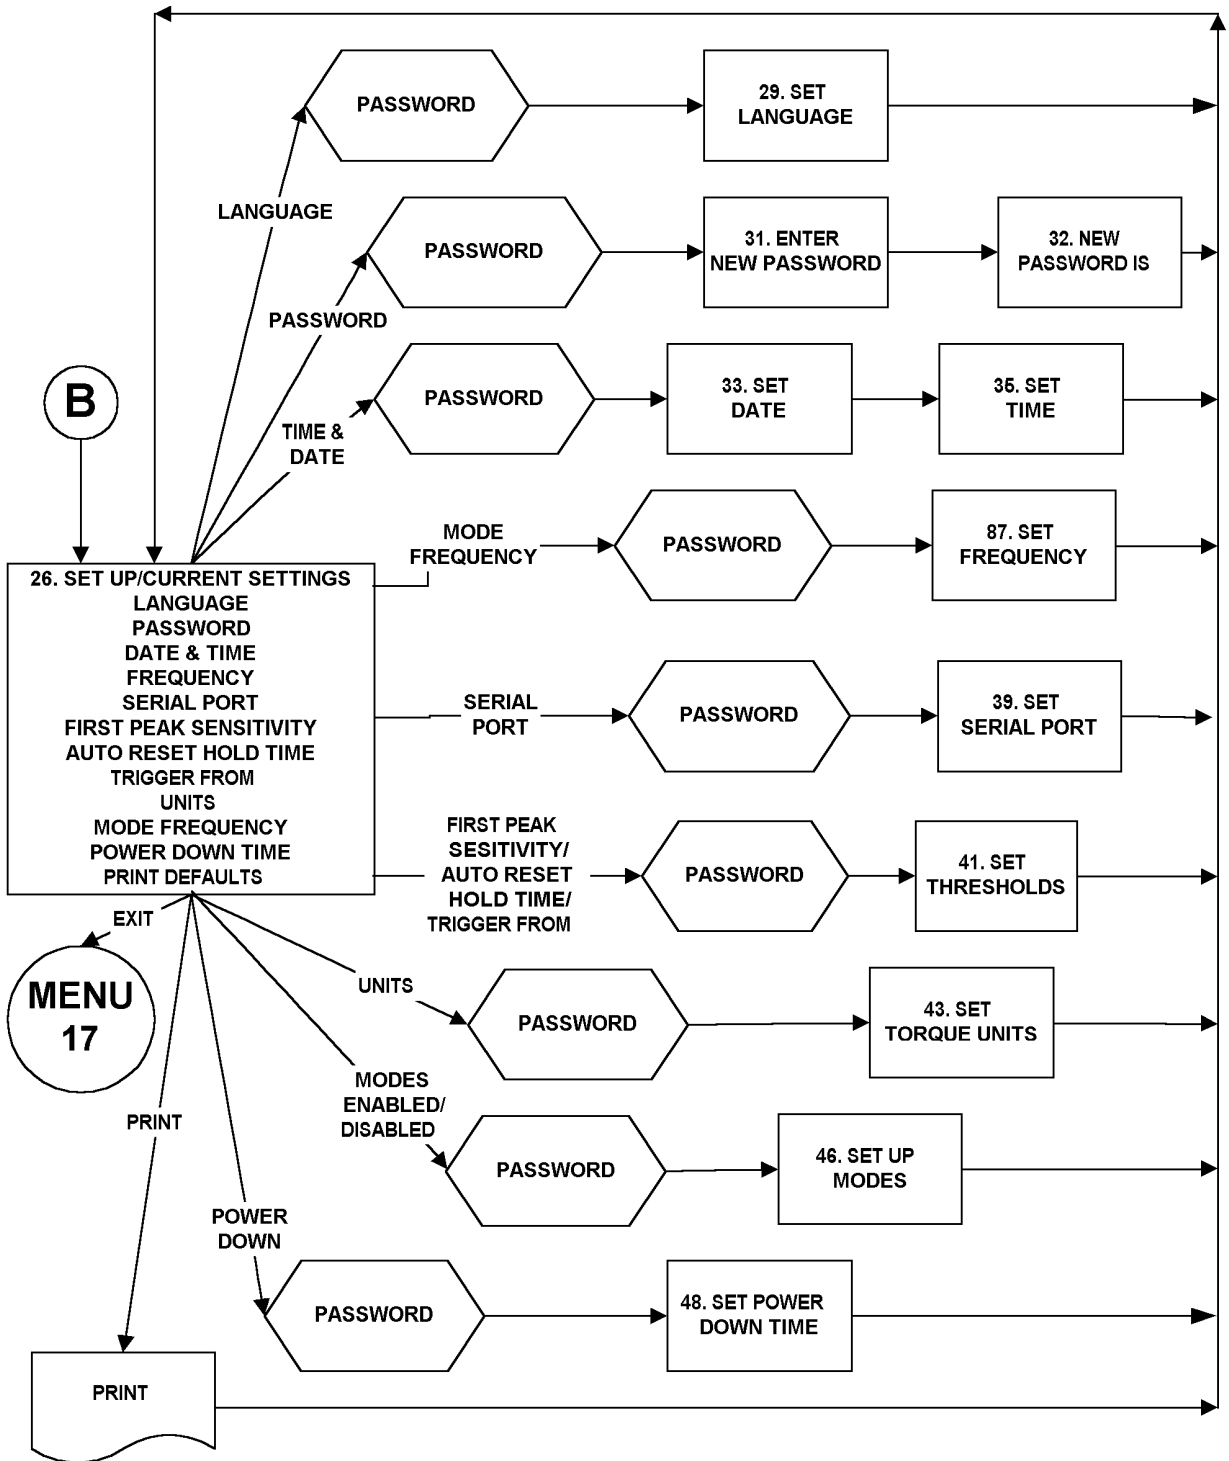 PASSWORD
29. SET
LANGUAGE
LANGUAGE
PASSWORD
31. ENTER
NEW PASSWORD
32. NEW
PASSWORD IS
PASSWORD
PASSWORD
33. SET
DATE
35. SET
TIME
B
TIME &
DATE
MODE
FREQUENCY
PASSWORD
87. SET
FREQUENCY
26. SET UP/CURRENT SETTINGS
LANGUAGE
PASSWORD
DATE & TIME
FREQUENCY
SERIAL PORT
FIRST PEAK SENSITIVITY
AUTO RESET HOLD TIME
TRIGGER FROM
UNITS
MODE FREQUENCY
POWER DOWN TIME
PRINT DEFAULTS
SERIAL
PORT
PASSWORD
39. SET
SERIAL PORT
FIRST PEAK
SESITIVITY/
AUTO RESET
HOLD TIME/
TRIGGER FROM
PASSWORD
41. SET
THRESHOLDS
EXIT
MENU
17
UNITS
PASSWORD
43. SET
TORQUE UNITS
MODES
ENABLED/
DISABLED
PASSWORD
46. SET UP
MODES
PRINT
POWER
DOWN
PASSWORD
48. SET POWER
DOWN TIME
PRINT